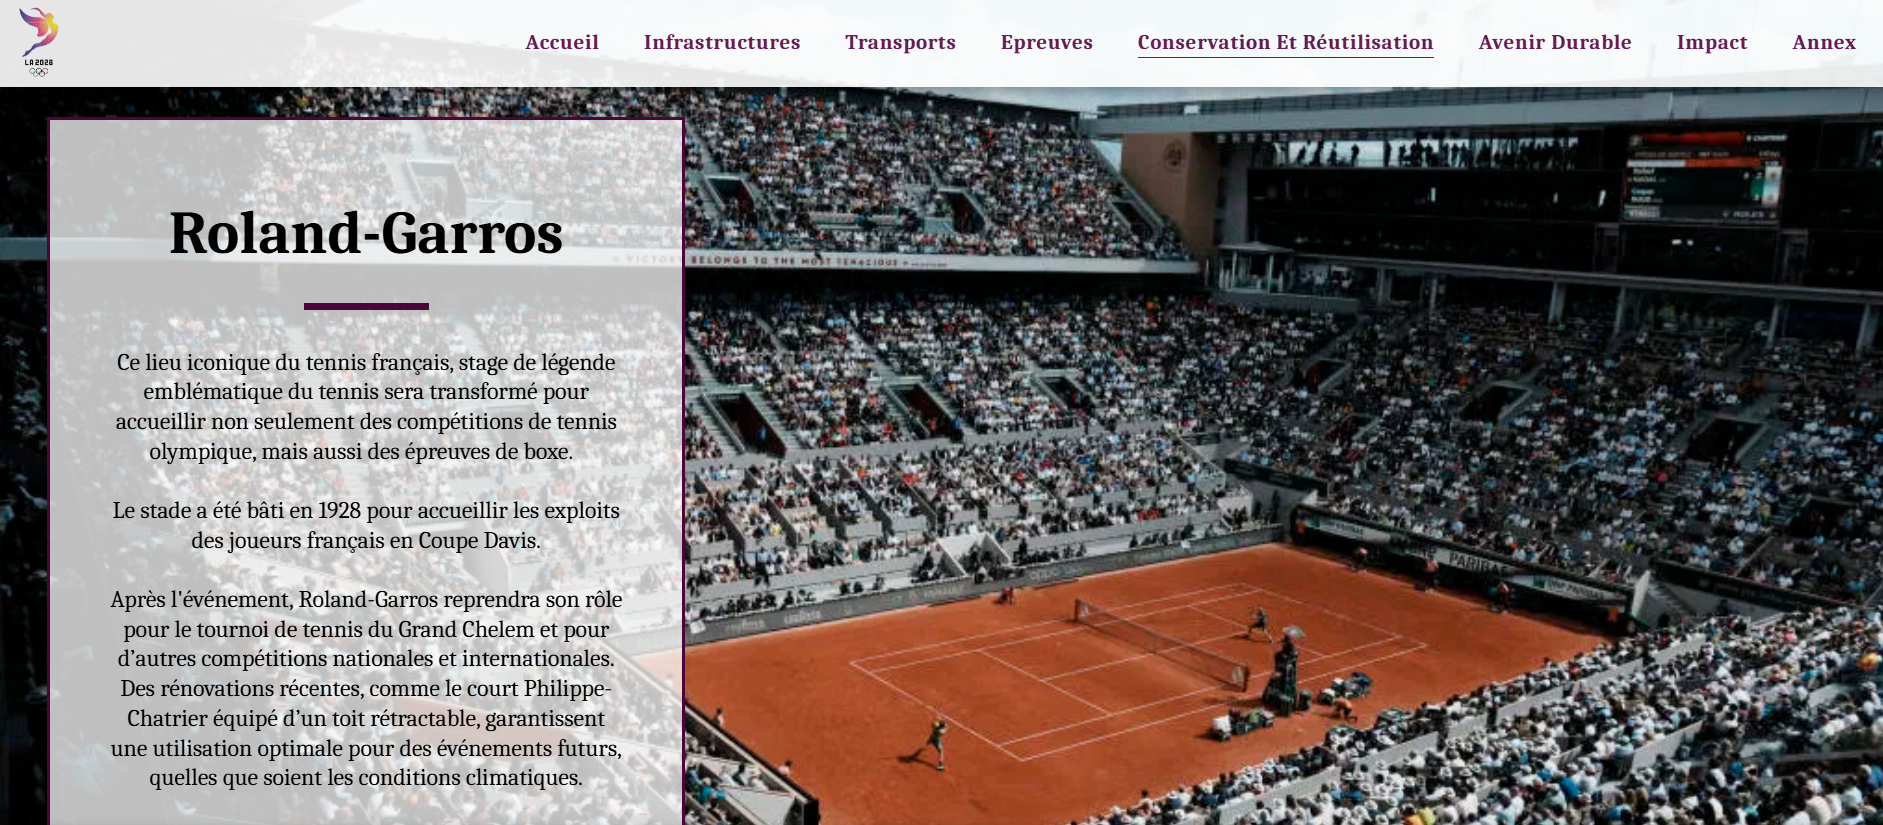 LA2028
Accueil
Infrastructures
Transports
Epreuves
Conservation Et Réutilisation
Avenir Durable
Impact
Annex
VICTORY BELONGS TO THE MOST TENACIOUS
Roland-Garros
Ce lieu iconique du tennis français, stage de légende
emblématique du tennis sera transformé pour
accueillir non seulement des compétitions de tennis
olympique, mais aussi des épreuves de boxe.
Le stade a été bâti en 1928 pour accueillir les exploits
des joueurs français en Coupe Davis.
Après l'événement, Roland-Garros reprendra son rôle
pour le tournoi de tennis du Grand Chelem et pour
d’autres compétitions nationales et internationales.
Des rénovations récentes, comme le court Philippe-
Chatrier équipé d’un toit rétractable, garantissent
une utilisation optimale pour des événements futurs,
quelles que soient les conditions climatiques.
oppo
PARIBAS